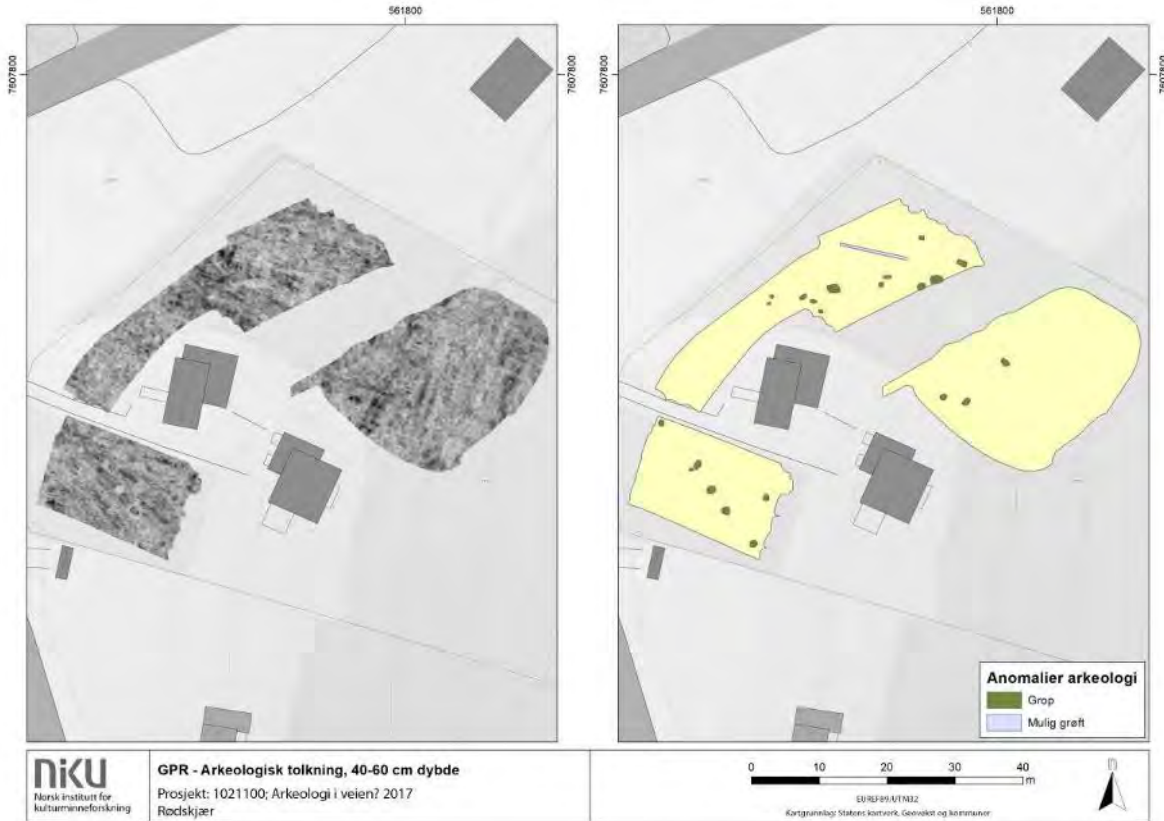 561800
561800
7607800
7607800
7607800
7607800
Anomalier arkeologi
Grop
Mulig grøft
niku
Norsk institutt for
kulturminneforskning
GPR - Arkeologisk tolkning, 40-60 cm dybde
Prosjekt: 1021100; Arkeologi i veien? 2017
Rødskjær
0 10 20 30 40
m
EUREF89/UTM32
Kartgrunnlag: Statens kartverk, Geovekst og kommuner
n